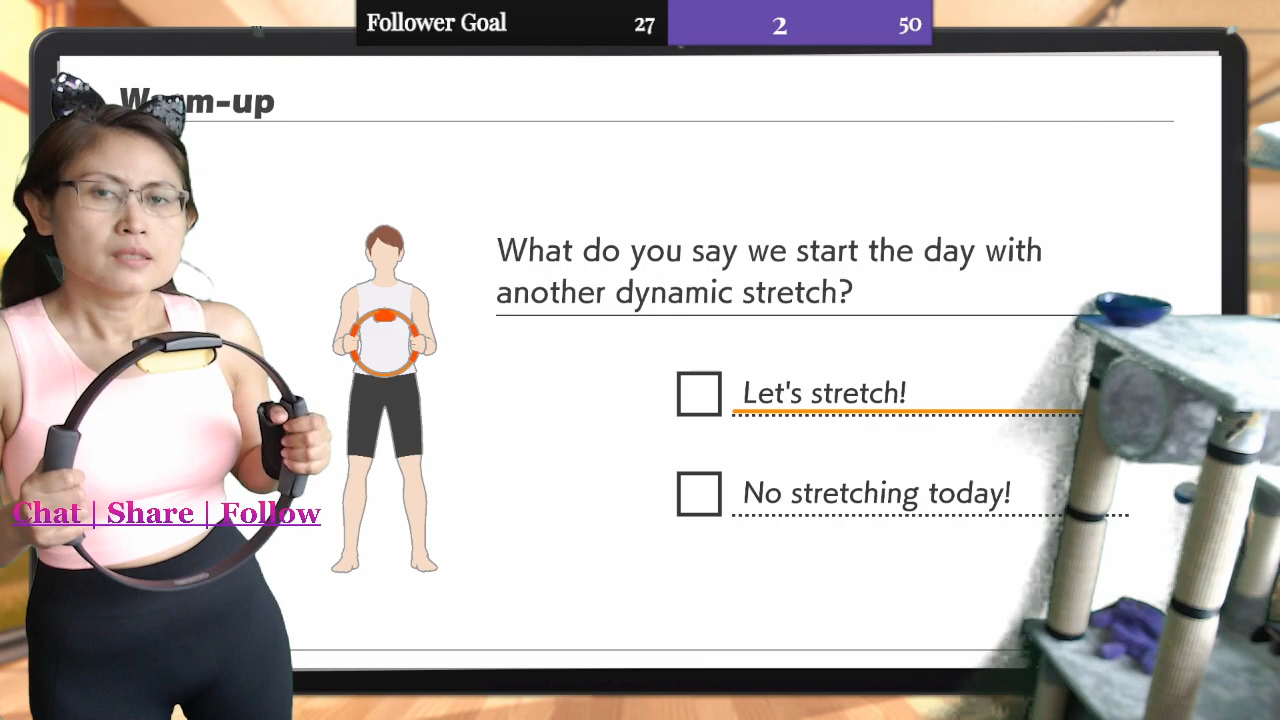 Follower Goal 27 2 50
Warm-up
What do you say we start the day with
another dynamic stretch?
Let's stretch!
No stretching today!
Chat | Share | Follow